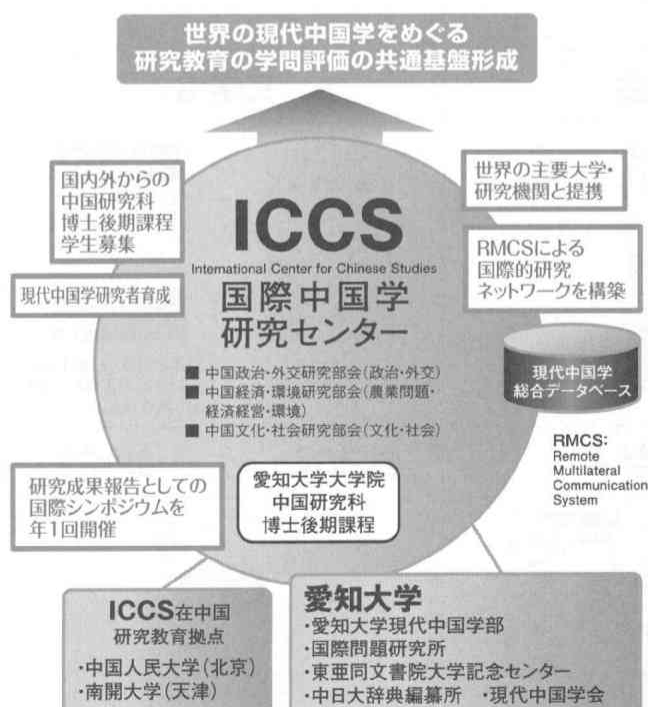 世界の現代中国学をめぐる
研究教育の学問評価の共通基盤形成
国内外からの
中国研究科
博士後期課程
学生募集
現代中国学研究者育成
ICCS
International Center for Chinese Studies
国際中国学
研究センター
■ 中国政治・外交研究部会(政治・外交)
■ 中国経済・環境研究部会(農業問題・
経済経営・環境)
■ 中国文化・社会研究部会(文化・社会)
世界の主要大学・
研究機関と提携
RMCSによる
国際的研究
ネットワークを構築
現代中国学
総合データベース
RMCS:
Remote
Multilateral
Communication
System
研究成果報告としての
国際シンポジウムを
年1回開催
愛知大学大学院
中国研究科
博士後期課程
ICCS在中国
研究教育拠点
・中国人民大学(北京)
・南開大学(天津)
愛知大学
・愛知大学現代中国学部
・国際問題研究所
・東亜同文書院大学記念センター
・中日大辞典編纂所 ・現代中国学会